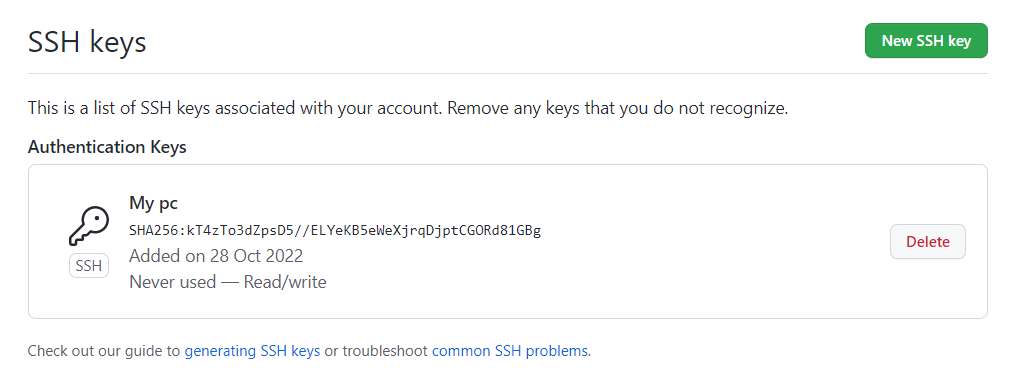 SSH keys
New SSH key
This is a list of SSH keys associated with your account. Remove any keys that you do not recognize.
Authentication Keys
My pc
SHA256:kT4zTo3dZpsD5//ELYeKB5eWeXjrqDjptCGORd81GBg
Added on 28 Oct 2022
Never used — Read/write
SSH
Delete
Check out our guide to generating SSH keys or troubleshoot common SSH problems.